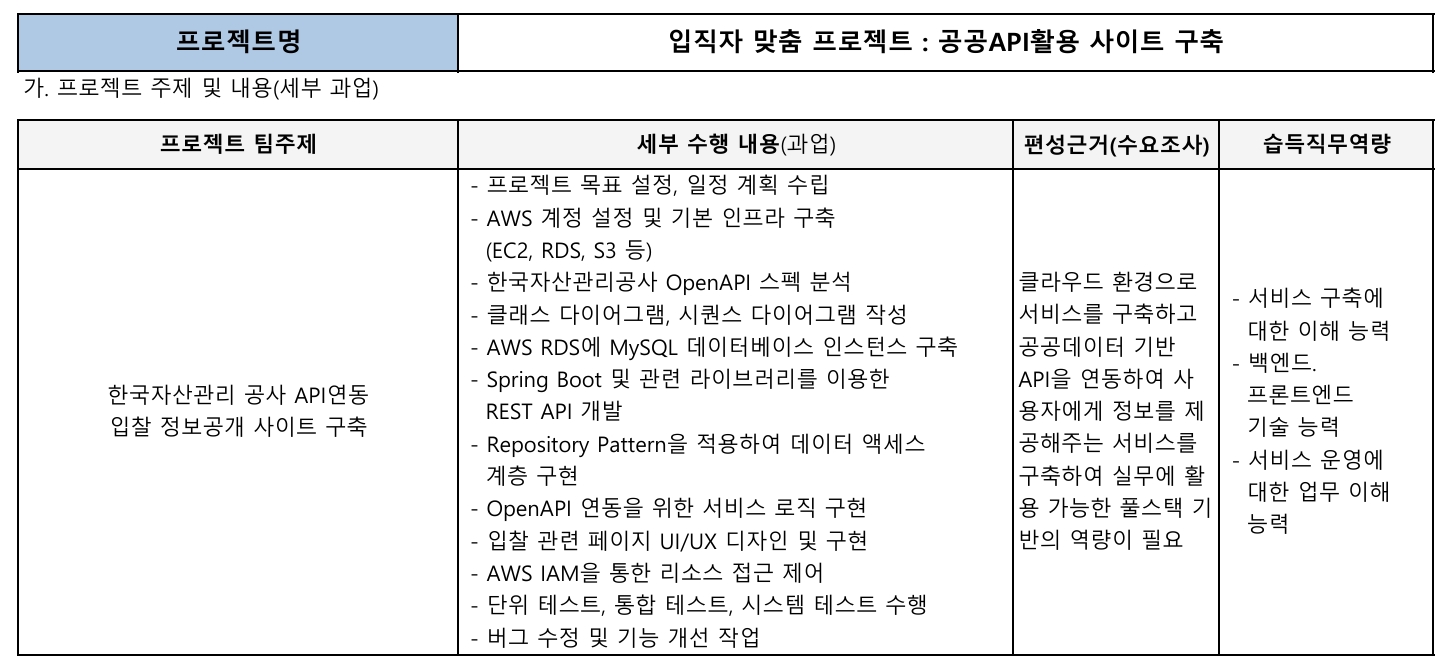 프로젝트명
입직자 맞춤 프로젝트 : 공공API활용 사이트 구축
가. 프로젝트 주제 및 내용(세부 과업)
프로젝트 팀주제
세부 수행 내용(과업)
편성근거(수요조사)
습득직무역량
한국자산관리 공사 API연동
입찰 정보공개 사이트 구축
- 프로젝트 목표 설정, 일정 계획 수립
- AWS 계정 설정 및 기본 인프라 구축
(EC2, RDS, S3 등)
- 한국자산관리공사 OpenAPI 스펙 분석
- 클래스 다이어그램, 시퀀스 다이어그램 작성
- AWS RDS에 MySQL 데이터베이스 인스턴스 구축
- Spring Boot 및 관련 라이브러리를 이용한
REST API 개발
- Repository Pattern을 적용하여 데이터 액세스
계층 구현
- OpenAPI 연동을 위한 서비스 로직 구현
- 입찰 관련 페이지 UI/UX 디자인 및 구현
- AWS IAM을 통한 리소스 접근 제어
- 단위 테스트, 통합 테스트, 시스템 테스트 수행
- 버그 수정 및 기능 개선 작업
클라우드 환경으로
서비스를 구축하고
공공데이터 기반
API을 연동하여 사
용자에게 정보를 제
공해주는 서비스를
구축하여 실무에 활
용 가능한 풀스택 기
반의 역량이 필요
- 서비스 구축에
대한 이해 능력
- 백엔드.
프론트엔드
기술 능력
- 서비스 운영에
대한 업무 이해
능력